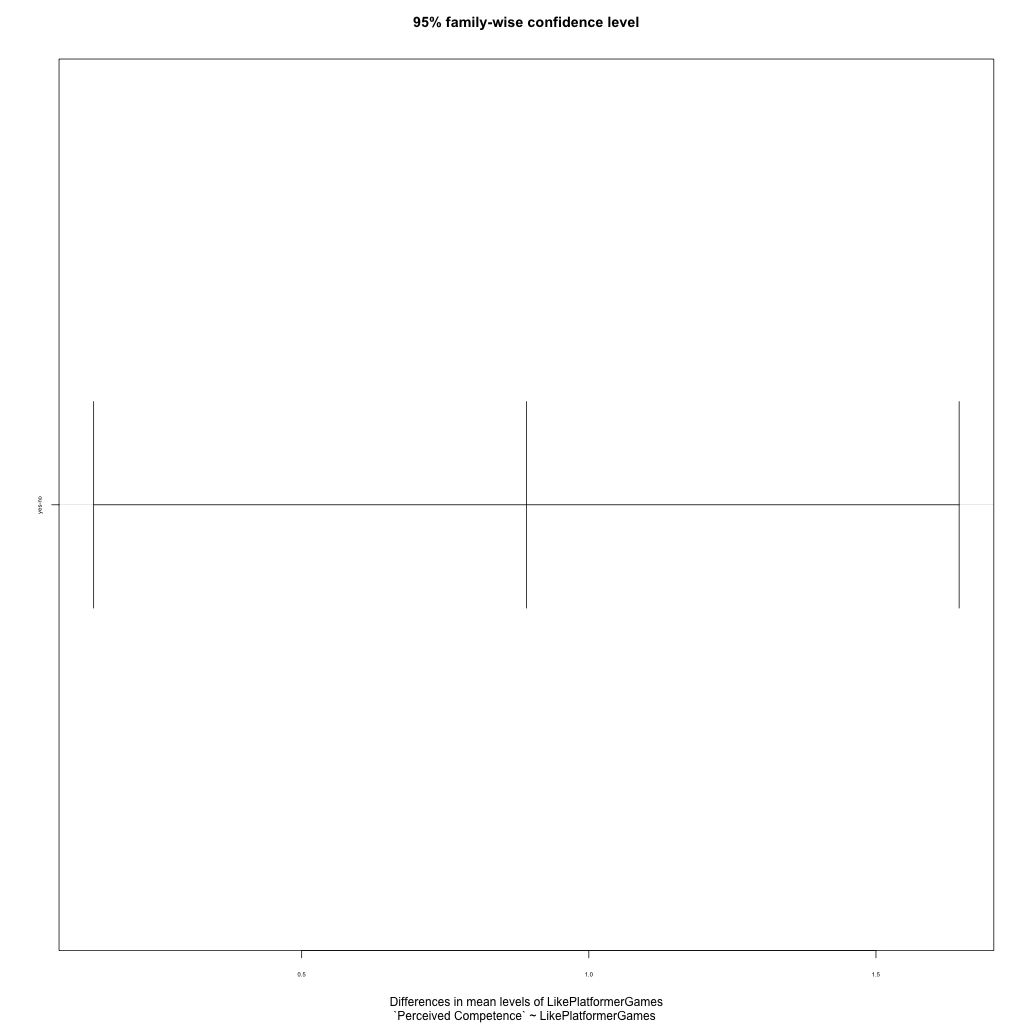 95% family-wise confidence level
yes-no
0.5
1.0
1.5
Differences in mean levels of LikePlatformerGames
`Perceived Competence` ~ LikePlatformerGames